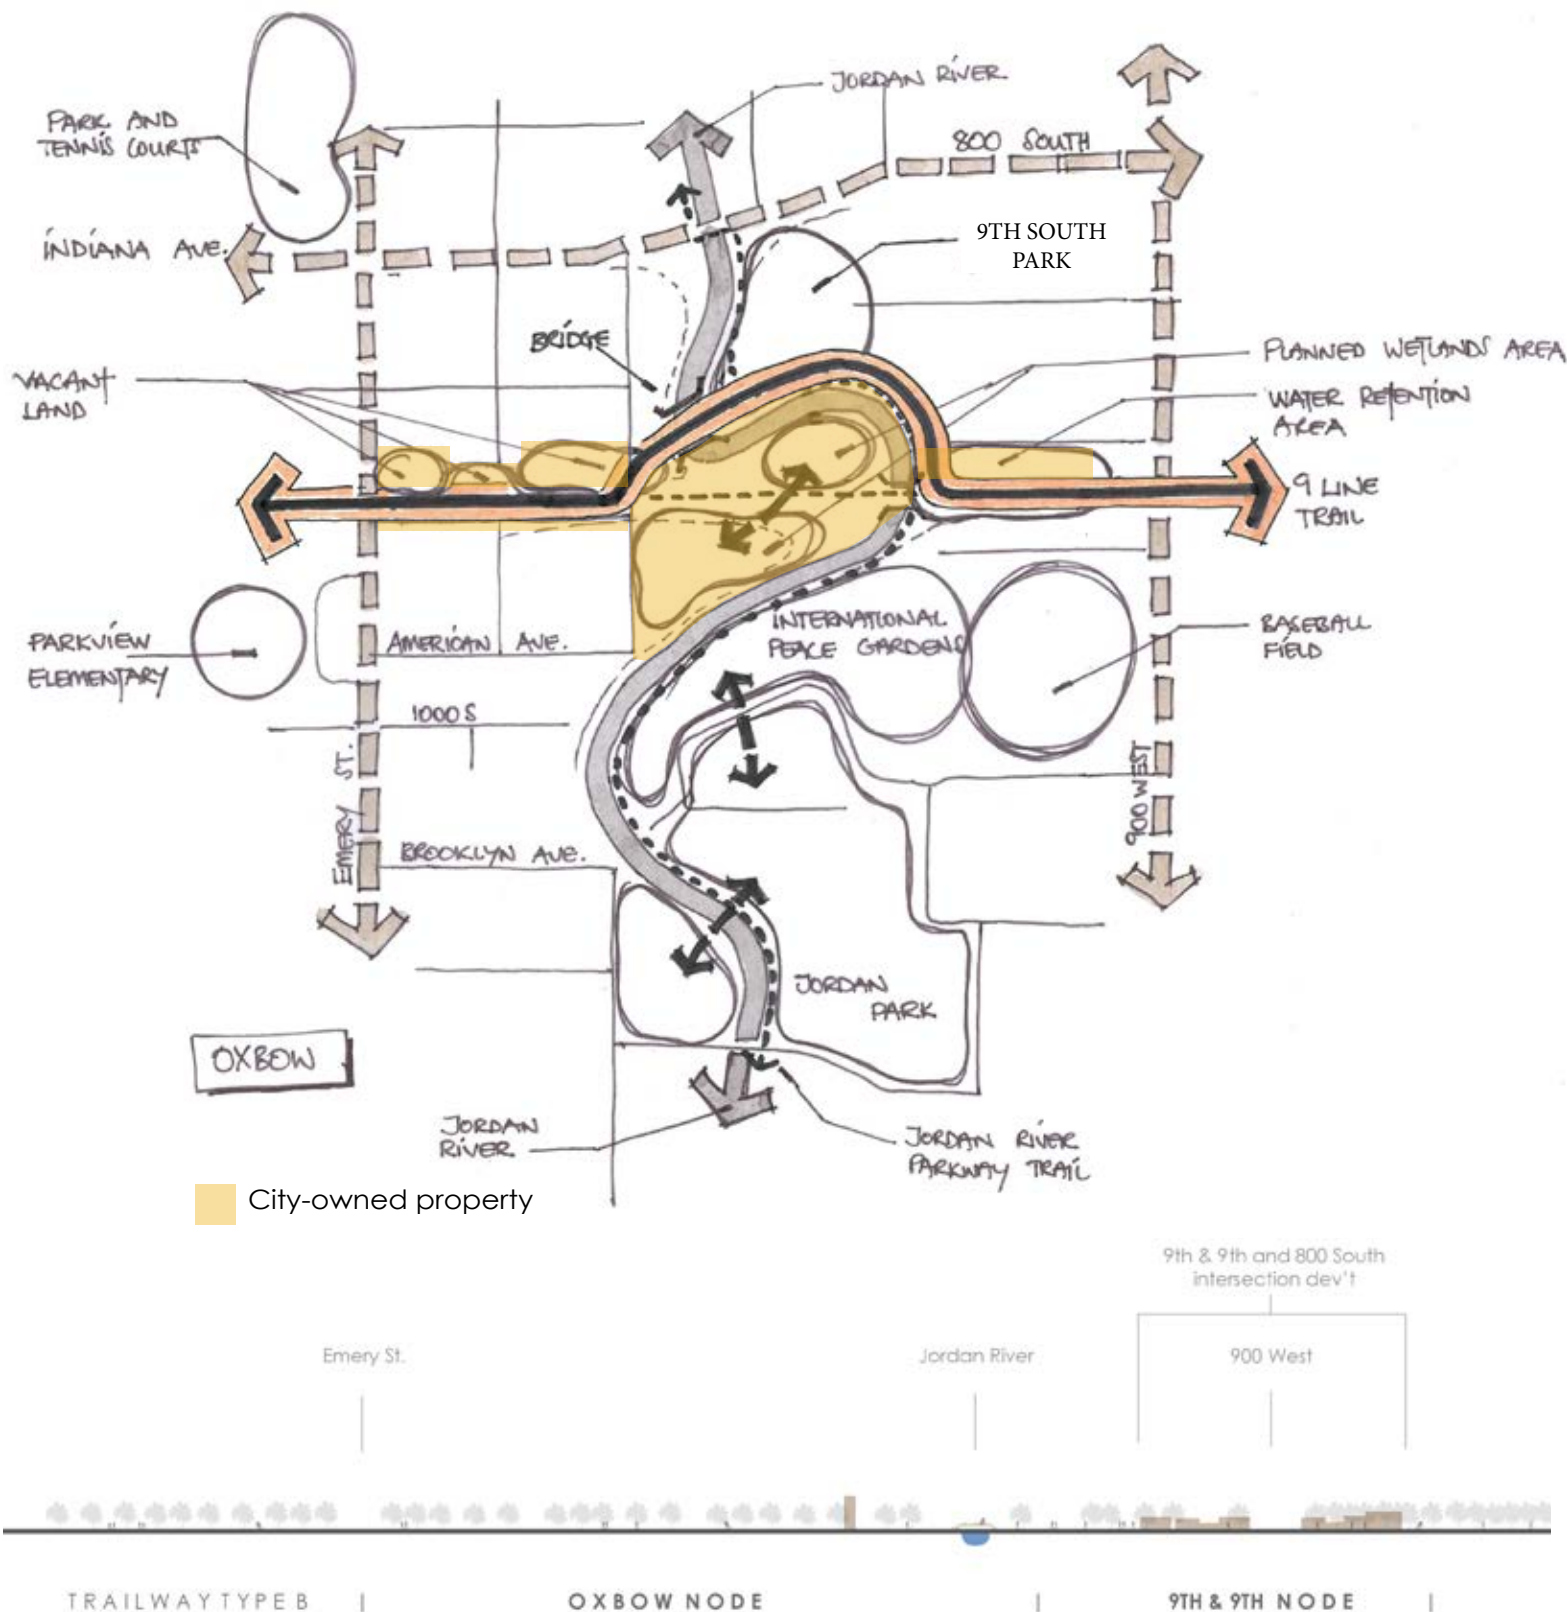 JORDAN RIVER
PARK AND
TENNIS COURTS
800 SOUTH
INDIANA AVE.
9TH SOUTH
PARK
BRIDGE
PLANNED WETLANDS AREA
VACANT
LAND
WATER RETENTION
AREA
9 LINE
TRAIL
INTERNATIONAL
PEACE GARDENS
BASEBALL
FIELD
PARKVIEW
ELEMENTARY
AMERICAN AVE.
1000 S
EMERY ST.
900 WEST
BROOKLYN AVE.
JORDAN
PARK
OXBOW
JORDAN
RIVER
JORDAN RIVER
PARKWAY TRAIL
City-owned property
9th & 9th and 800 South
intersection dev't
Emery St.
Jordan River
900 West
TRAILWAY TYPE B
OXBOW NODE
9TH & 9TH NODE